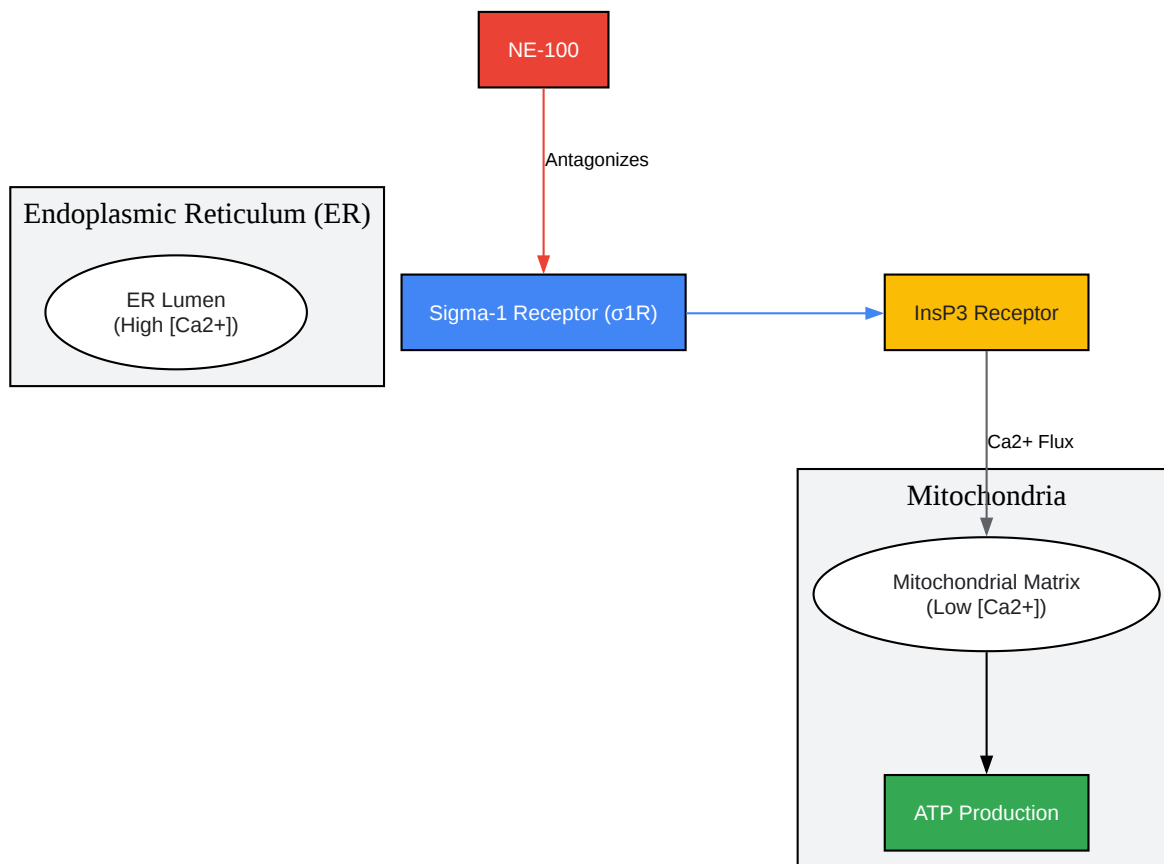 NE-100
Antagonizes
Endoplasmic Reticulum (ER)
ER Lumen
(High [Ca2+])
Sigma-1 Receptor (σ1R)
InsP3 Receptor
Ca2+ Flux
Mitochondria
Mitochondrial Matrix
(Low [Ca2+])
ATP Production